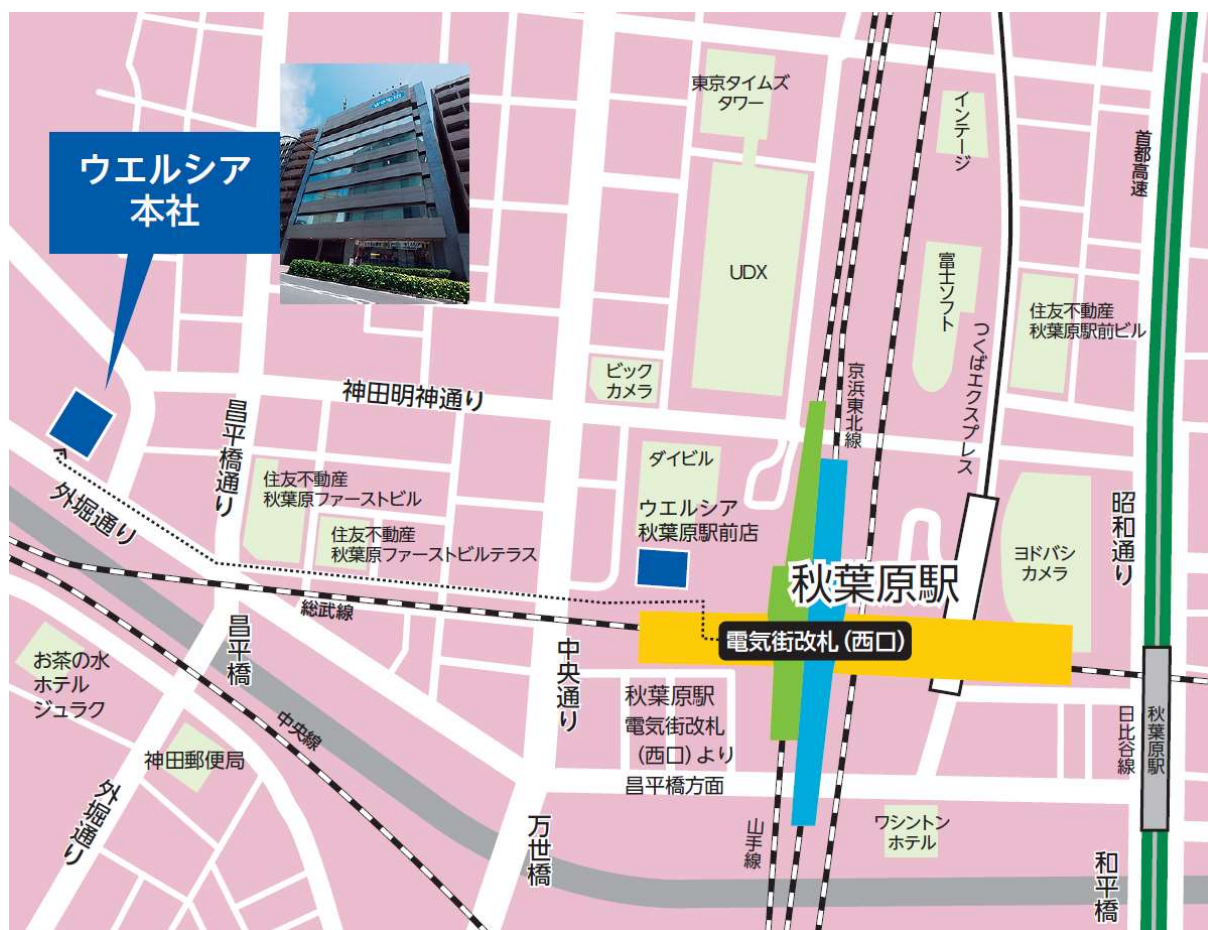 東京タイムズ
タワー
インテージ
首都高速
welcia
ウエルシア
本社
UDX
富士ソフト
つくばエクスプレス
住友不動産
秋葉原駅前ビル
京浜東北線
ビック
カメラ
神田明神通り
昌平橋通り
外堀通り
住友不動産
秋葉原ファーストビル
住友不動産
秋葉原ファーストビルテラス
ダイビル
ウエルシア
秋葉原駅前店
ヨドバシ
カメラ
昭和通り
秋葉原駅
総武線
電気街改札(西口)
昌平橋
中央通り
お茶の水
ホテル
ジュラク
中央線
秋葉原駅
電気街改札
(西口)より
昌平橋方面
日比谷線
秋葉原駅
神田郵便局
外堀通り
万世橋
山手線
ワシントン
ホテル
和平橋